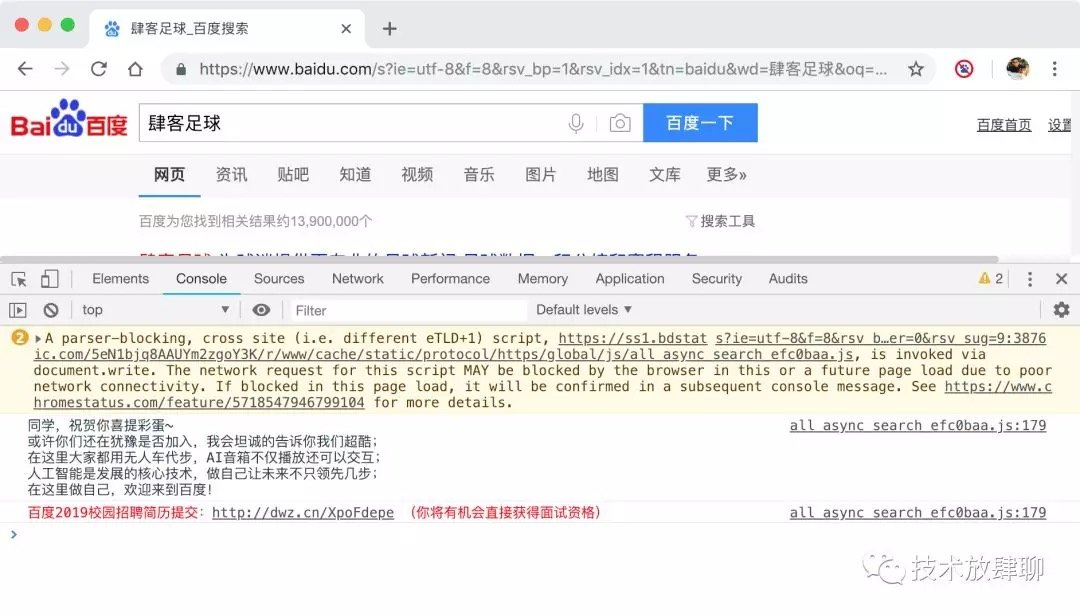 肆客足球_百度搜索
https://www.baidu.com/s?ie=utf-8&f=8&rsv_bp=1&rsv_idx=1&tn=baidu&wd=肆客足球&oq=...
Bai du 百度 肆客足球 百度一下 百度首页 设置
网页 资讯 贴吧 知道 视频 音乐 图片 地图 文库 更多»
百度为您找到相关结果约13,900,000个 搜索工具
Elements Console Sources Network Performance Memory Application Security Audits 2
top Filter Default levels
2 A parser-blocking, cross site (i.e. different eTLD+1) script, https://ss1.bdstat s?ie=utf-8&f=8&rsv_b…er=0&rsv_sug=9:3876
ic.com/5eN1bjq8AAUYm2zgoY3K/r/www/cache/static/protocol/https/global/js/all_async_search_efc0baa.js, is invoked via
document.write. The network request for this script MAY be blocked by the browser in this or a future page load due to poor
network connectivity. If blocked in this page load, it will be confirmed in a subsequent console message. See https://www.c
hromestatus.com/feature/5718547946799104 for more details.
同学，祝贺你喜提彩蛋~ all_async_search_efc0baa.js:179
或许你们还在犹豫是否加入，我会坦诚的告诉你我们超酷；
在这里大家都用无人车代步，AI音箱不仅播放还可以交互；
人工智能是发展的核心技术，做自己让未来不只领先几步；
在这里做自己，欢迎来到百度！
百度2019校园招聘简历提交：http://dwz.cn/XpoFdepe （你将有机会直接获得面试资格） all_async_search_efc0baa.js:179
技术放肆聊